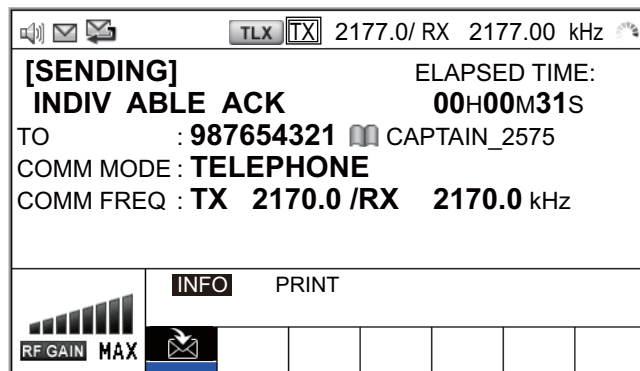 TLX TX 2177.0/ RX 2177.00 kHz
[SENDING] ELAPSED TIME:
INDIV ABLE ACK 00H00M31S
TO : 987654321 CAPTAIN_2575
COMM MODE : TELEPHONE
COMM FREQ : TX 2170.0 /RX 2170.0 kHz
INFO PRINT
RF GAIN MAX